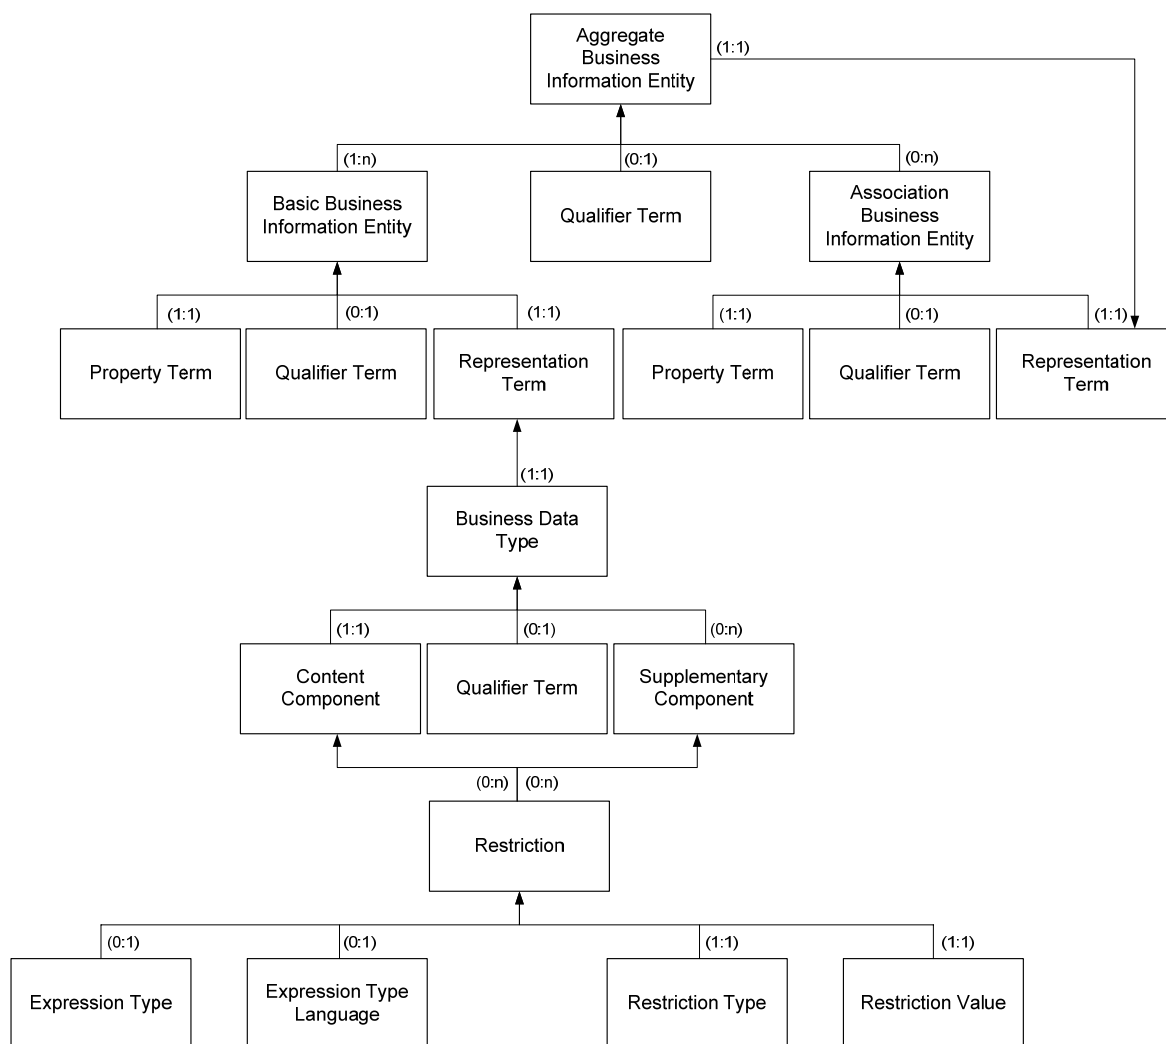 Aggregate
Business
Information Entity
(1:1)
(1:n)
(0:1)
(0:n)
Basic Business
Information Entity
Qualifier Term
Association
Business
Information Entity
(1:1)
(0:1)
(1:1)
(1:1)
(0:1)
(1:1)
Property Term
Qualifier Term
Representation
Term
Property Term
Qualifier Term
Representation
Term
(1:1)
Business Data
Type
(1:1)
(0:1)
(0:n)
Content
Component
Qualifier Term
Supplementary
Component
(0:n)
(0:n)
Restriction
(0:1)
(0:1)
(1:1)
(1:1)
Expression Type
Expression Type
Language
Restriction Type
Restriction Value